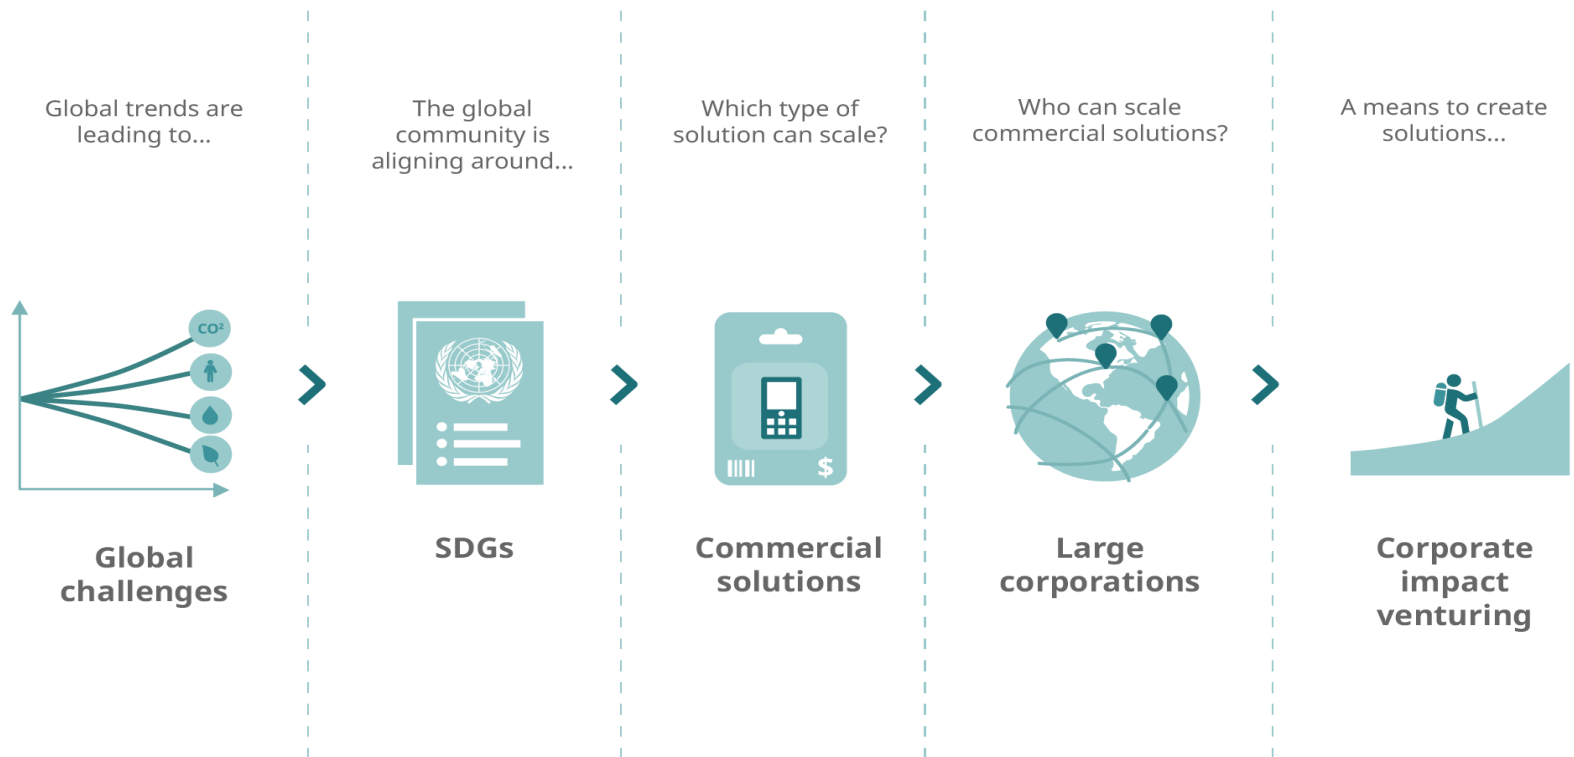 Global trends are
leading to...
The global
community is
aligning around...
Which type of
solution can scale?
Who can scale
commercial solutions?
A means to create
solutions...
CO²
$
Global
challenges
SDGs
Commercial
solutions
Large
corporations
Corporate
impact
venturing